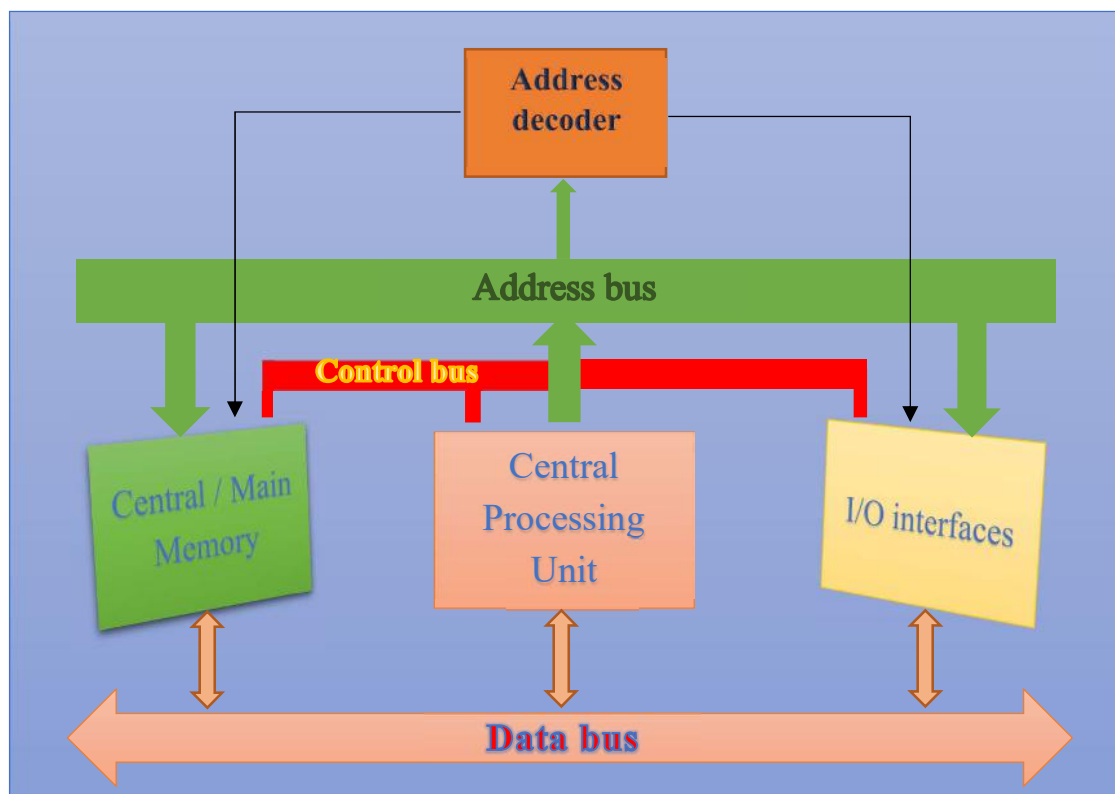 Address
decoder
Address bus
Control bus
Central / Main
Memory
Central
Processing
Unit
I/O interfaces
Data bus